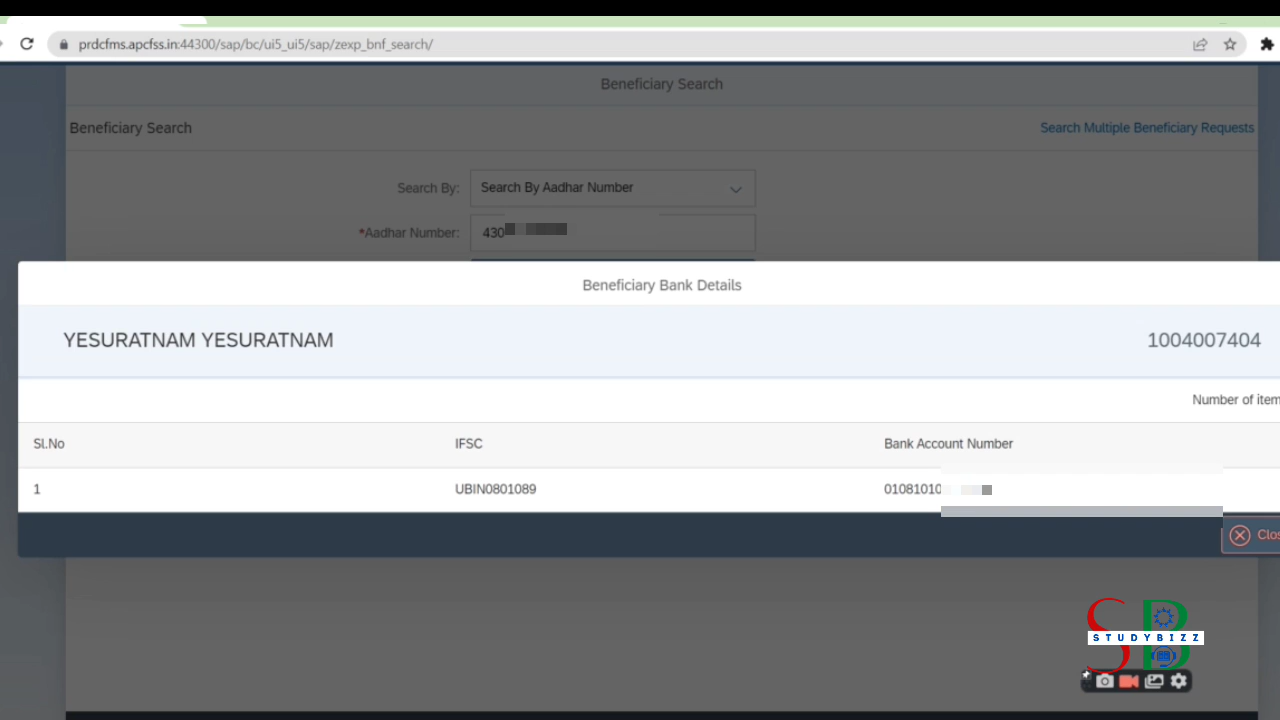 prdcfms.apcfss.in:44300/sap/bc/ui5_ui5/sap/zexp_bnf_search/
Beneficiary Search
Beneficiary Search
Search Multiple Beneficiary Requests
Search By: Search By Aadhar Number
*Aadhar Number: 430
Beneficiary Bank Details
YESURATNAM YESURATNAM 1004007404
Number of item
Sl.No IFSC Bank Account Number
1 UBIN0801089 01081010
Clos
SB
STUDYBIZZ